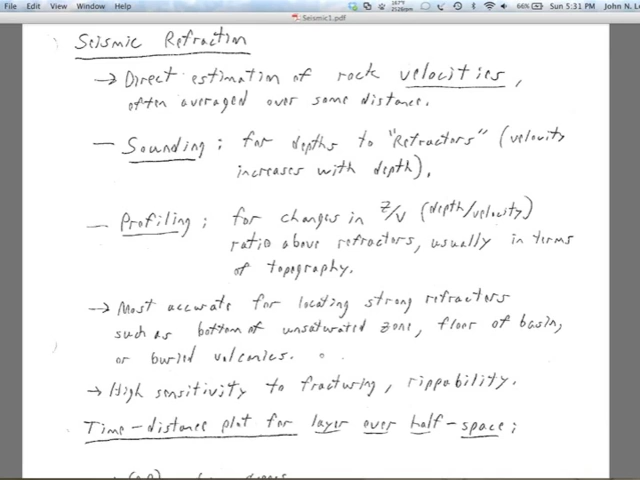 File Edit View Window Help
66% Sun 5:31 PM John N. Lo
Seismic1.pdf
Seismic Refraction
→ Direct estimation of rock velocities,
often averaged over some distance.
— Sounding: for depths to "Refractors" (velocity
increases with depth).
— Profiling: for changes in Z/V (depth/velocity)
ratio above refractors, usually in terms
of topography.
→ Most accurate for locating strong refractors
such as bottom of unsaturated zone, floor of basin,
or buried volcanics.
→ High sensitivity to fracturing, rippability.
Time-distance plot for layer over half-space: